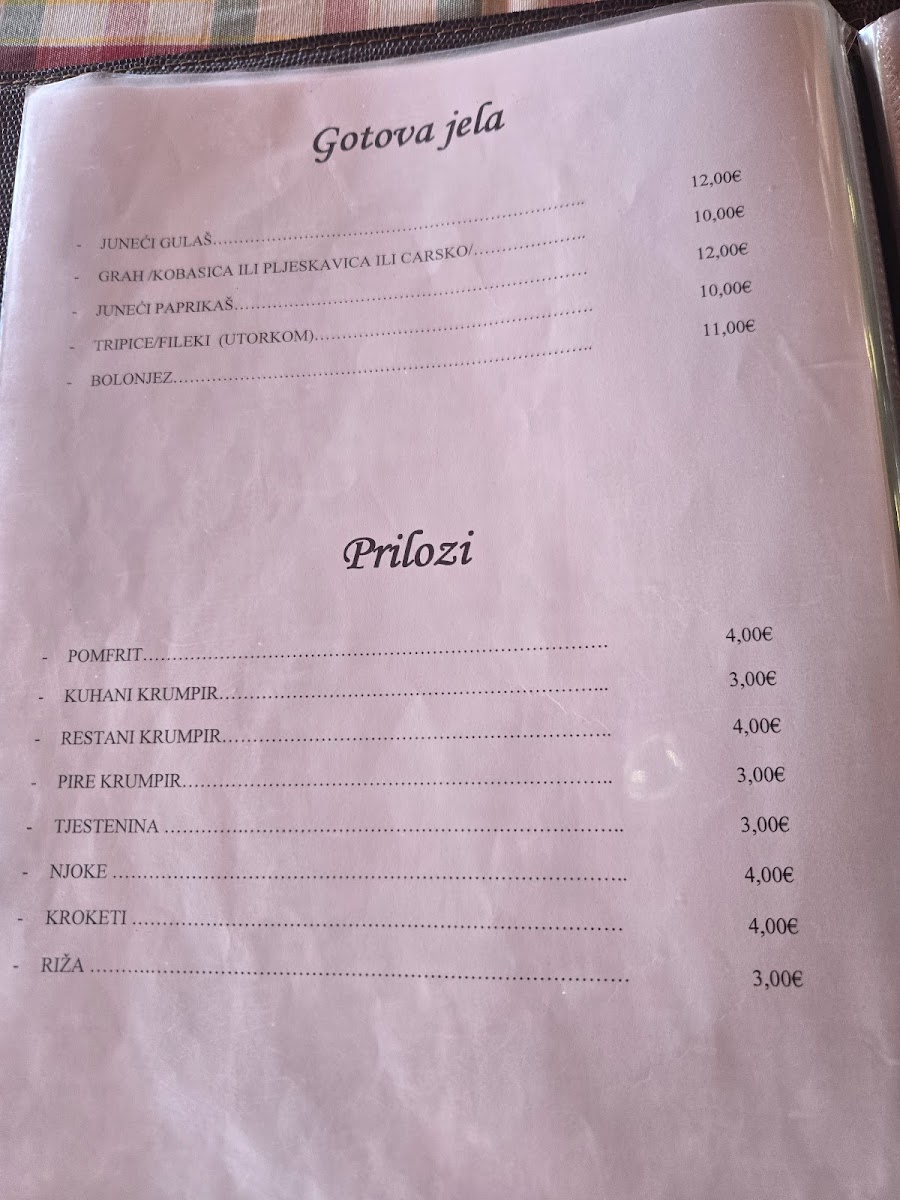 Gotova jela
- JUNEĆI GULAŠ.......................................................................... 12,00€
- GRAH /KOBASICA ILI PLJESKAVICA ILI CARSKO/...................... 10,00€
- JUNEĆI PAPRIKAŠ...................................................................... 12,00€
- TRIPICE/FILEKI (UTORKOM)...................................................... 10,00€
- BOLONJEZ.................................................................................. 11,00€
Prilozi
- POMFRIT...................................................................................... 4,00€
- KUHANI KRUMPIR....................................................................... 3,00€
- RESTANI KRUMPIR...................................................................... 4,00€
- PIRE KRUMPIR............................................................................. 3,00€
- TJESTENINA ................................................................................ 3,00€
- NJOKE .......................................................................................... 4,00€
- KROKETI ...................................................................................... 4,00€
- RIŽA .............................................................................................. 3,00€